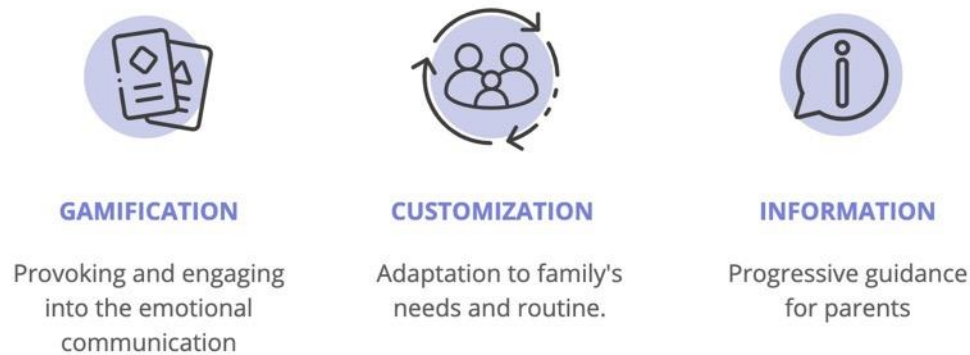 GAMIFICATION
Provoking and engaging
into the emotional
communication
CUSTOMIZATION
Adaptation to family's
needs and routine.
INFORMATION
Progressive guidance
for parents